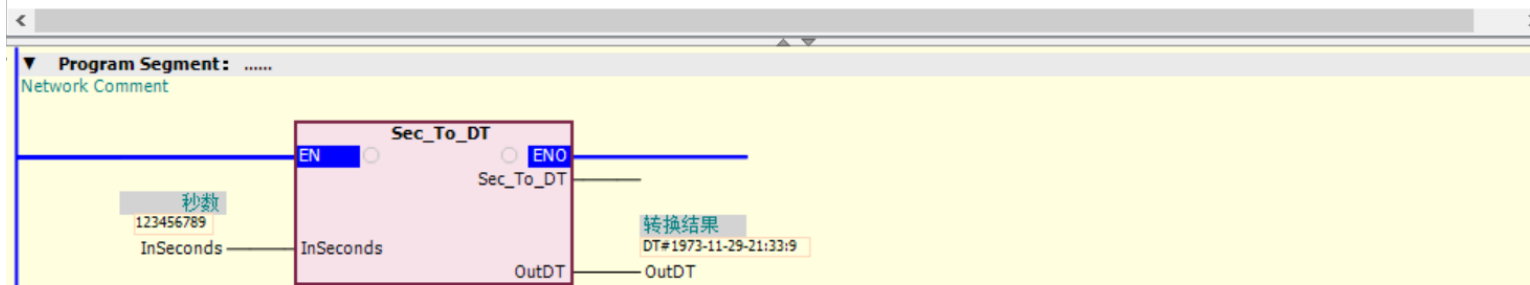 ▼ Program Segment: ......
Network Comment
Sec_To_DT
EN
ENO
Sec_To_DT
秒数
123456789
转换结果
DT#1973-11-29-21:33:9
InSeconds
InSeconds
OutDT
OutDT